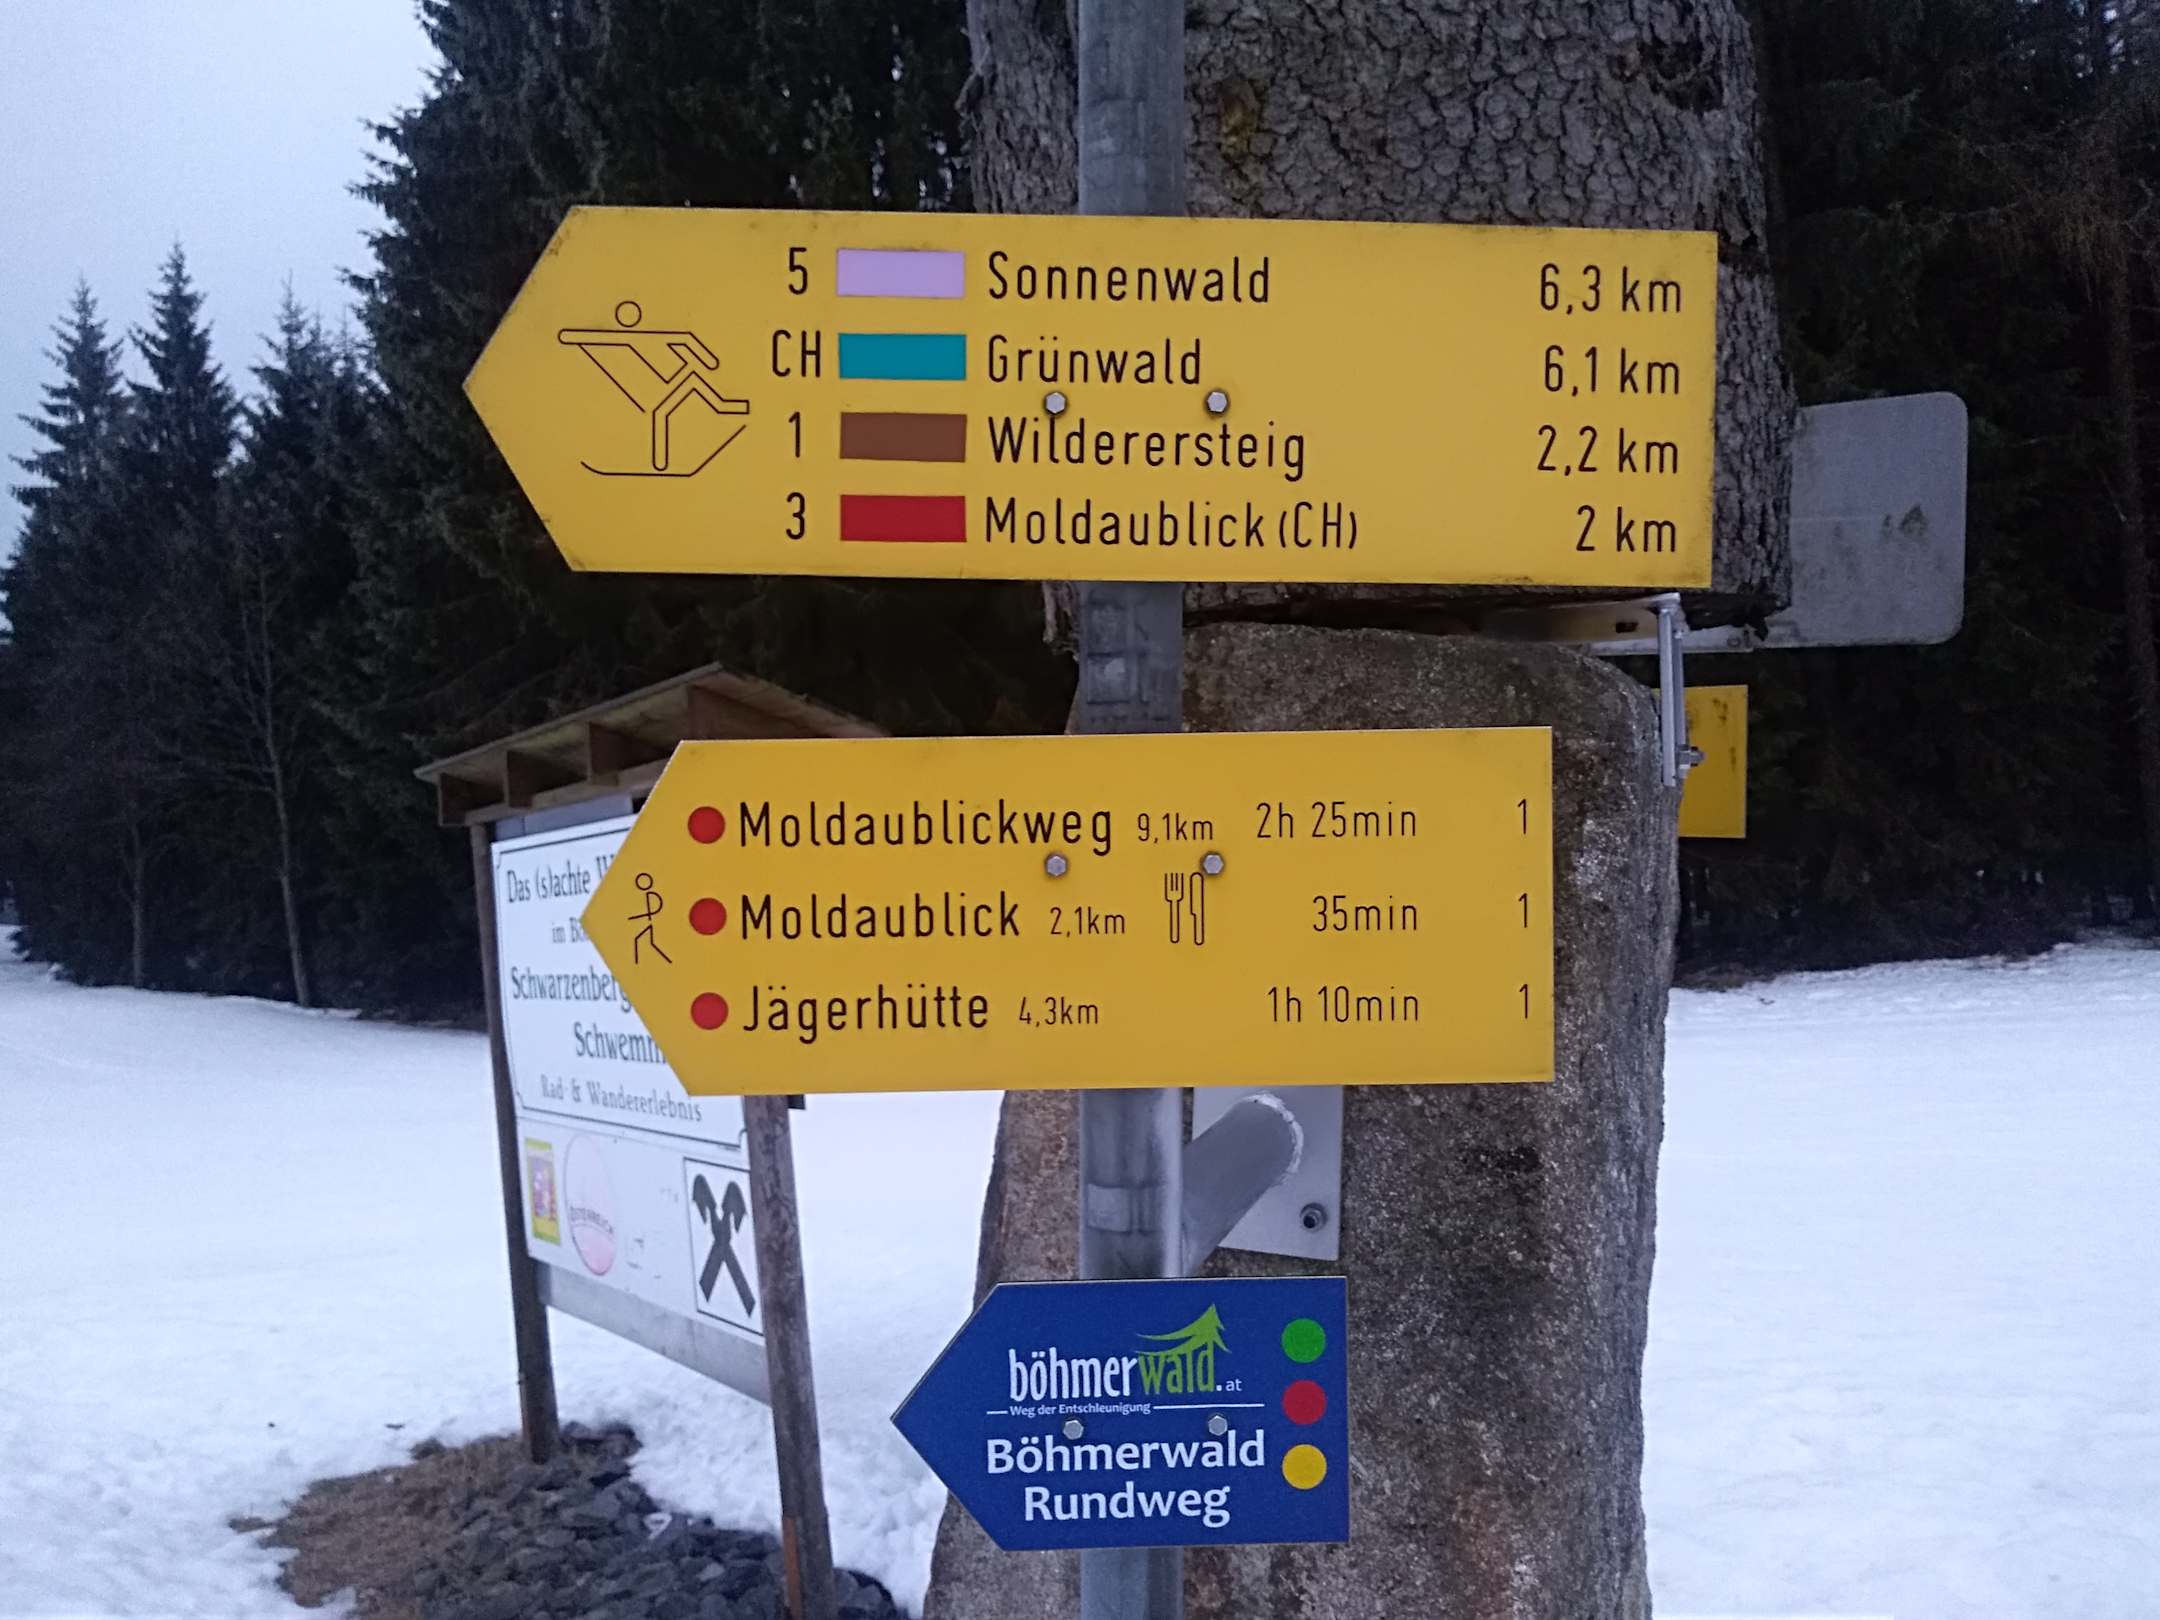 5 Sonnenwald 6,3 km
CH Grünwald 6,1 km
1 Wilderersteig 2,2 km
3 Moldaublick (CH) 2 km
Moldaublickweg 9,1km 2h 25min 1
Moldaublick 2,1km 35min 1
Jägerhütte 4,3km 1h 10min 1
Das (s)achte
im
Schwarzenberg
Rad- & Wandererlebnis
böhmerwald.at
Weg der Entschleunigung
Böhmerwald
Rundweg